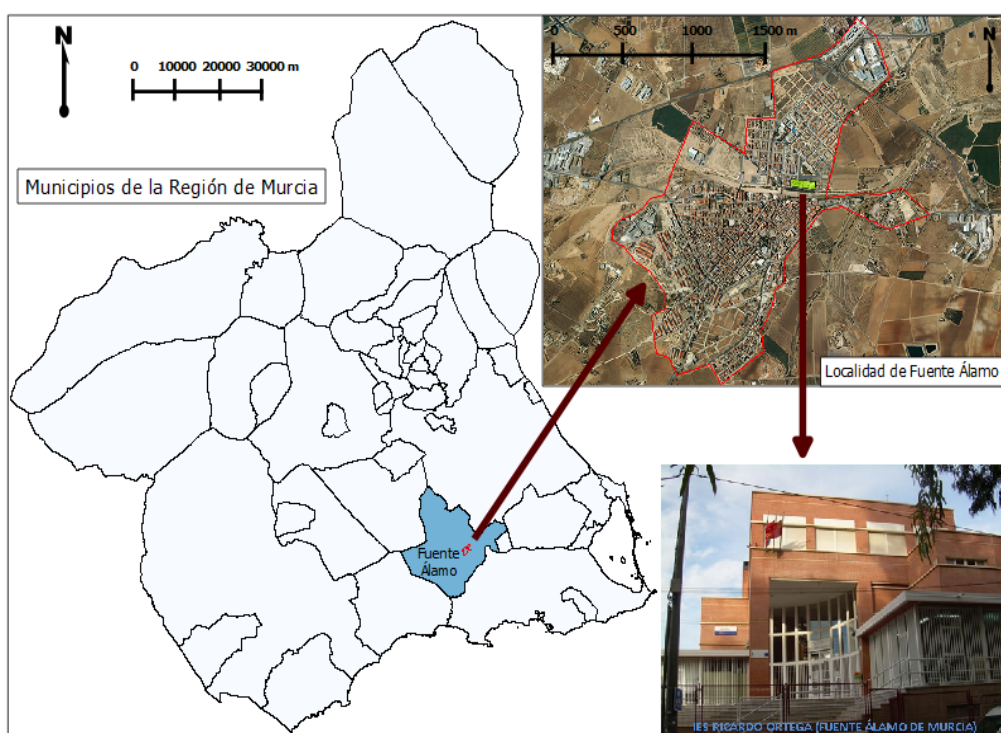 N
0 10000 20000 30000 m
Municipios de la Región de Murcia
Fuente
Álamo
0 500 1000 1500 m
N
Localidad de Fuente Álamo
IES RICARDO ORTEGA (FUENTE ÁLAMO DE MURCIA)